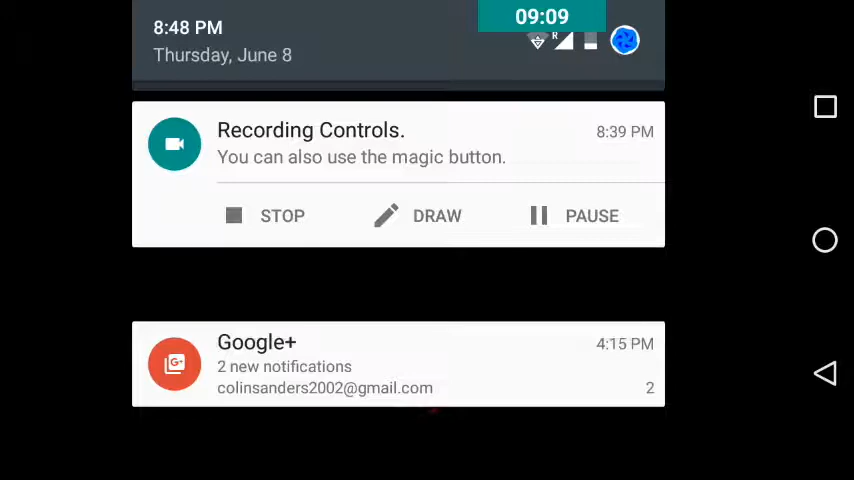 09:09
8:48 PM
R
Thursday, June 8
Recording Controls.
8:39 PM
You can also use the magic button.
STOP DRAW PAUSE
Google+
4:15 PM
G+
2 new notifications
colinsanders2002@gmail.com
2